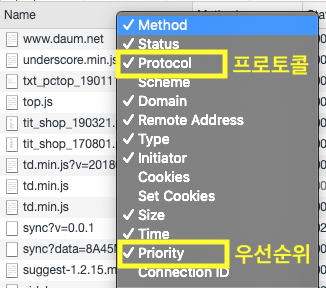 Name
www.daum.net
underscore.min.js
txt_pctop_19011
top.js
tit_shop_190321.
tit_shop_170801.
td.min.js?v=2018
td.min.js
td.min.js
sync?v=0.0.1
sync?data=8A45
suggest-1.2.15.m
✓ Method
✓ Status
✓ Protocol
프로토콜
Scheme
✓ Domain
✓ Remote Address
✓ Type
✓ Initiator
Cookies
Set Cookies
✓ Size
✓ Time
✓ Priority
우선순위
Connection ID